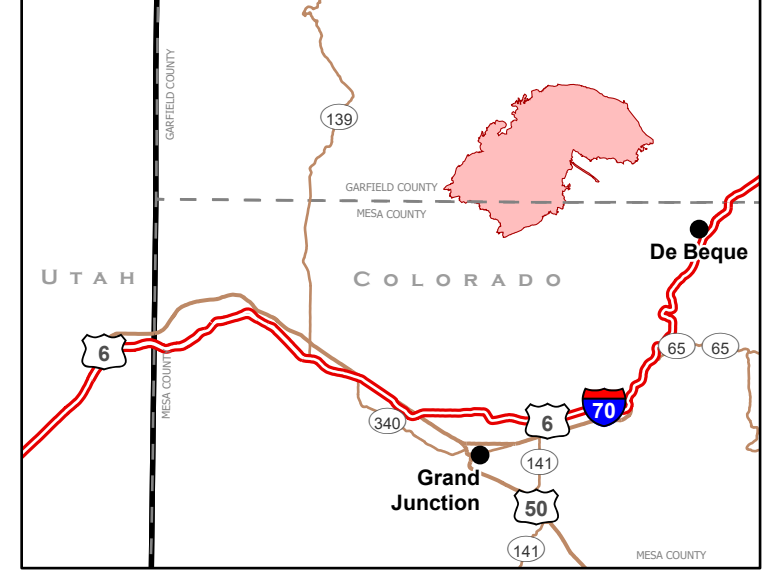 GARFIELD COUNTY
139
GARFIELD COUNTY
MESA COUNTY
De Beque
UTAH
COLORADO
6
65
65
MESA COUNTY
70
6
340
141
Grand
Junction
50
141
MESA COUNTY